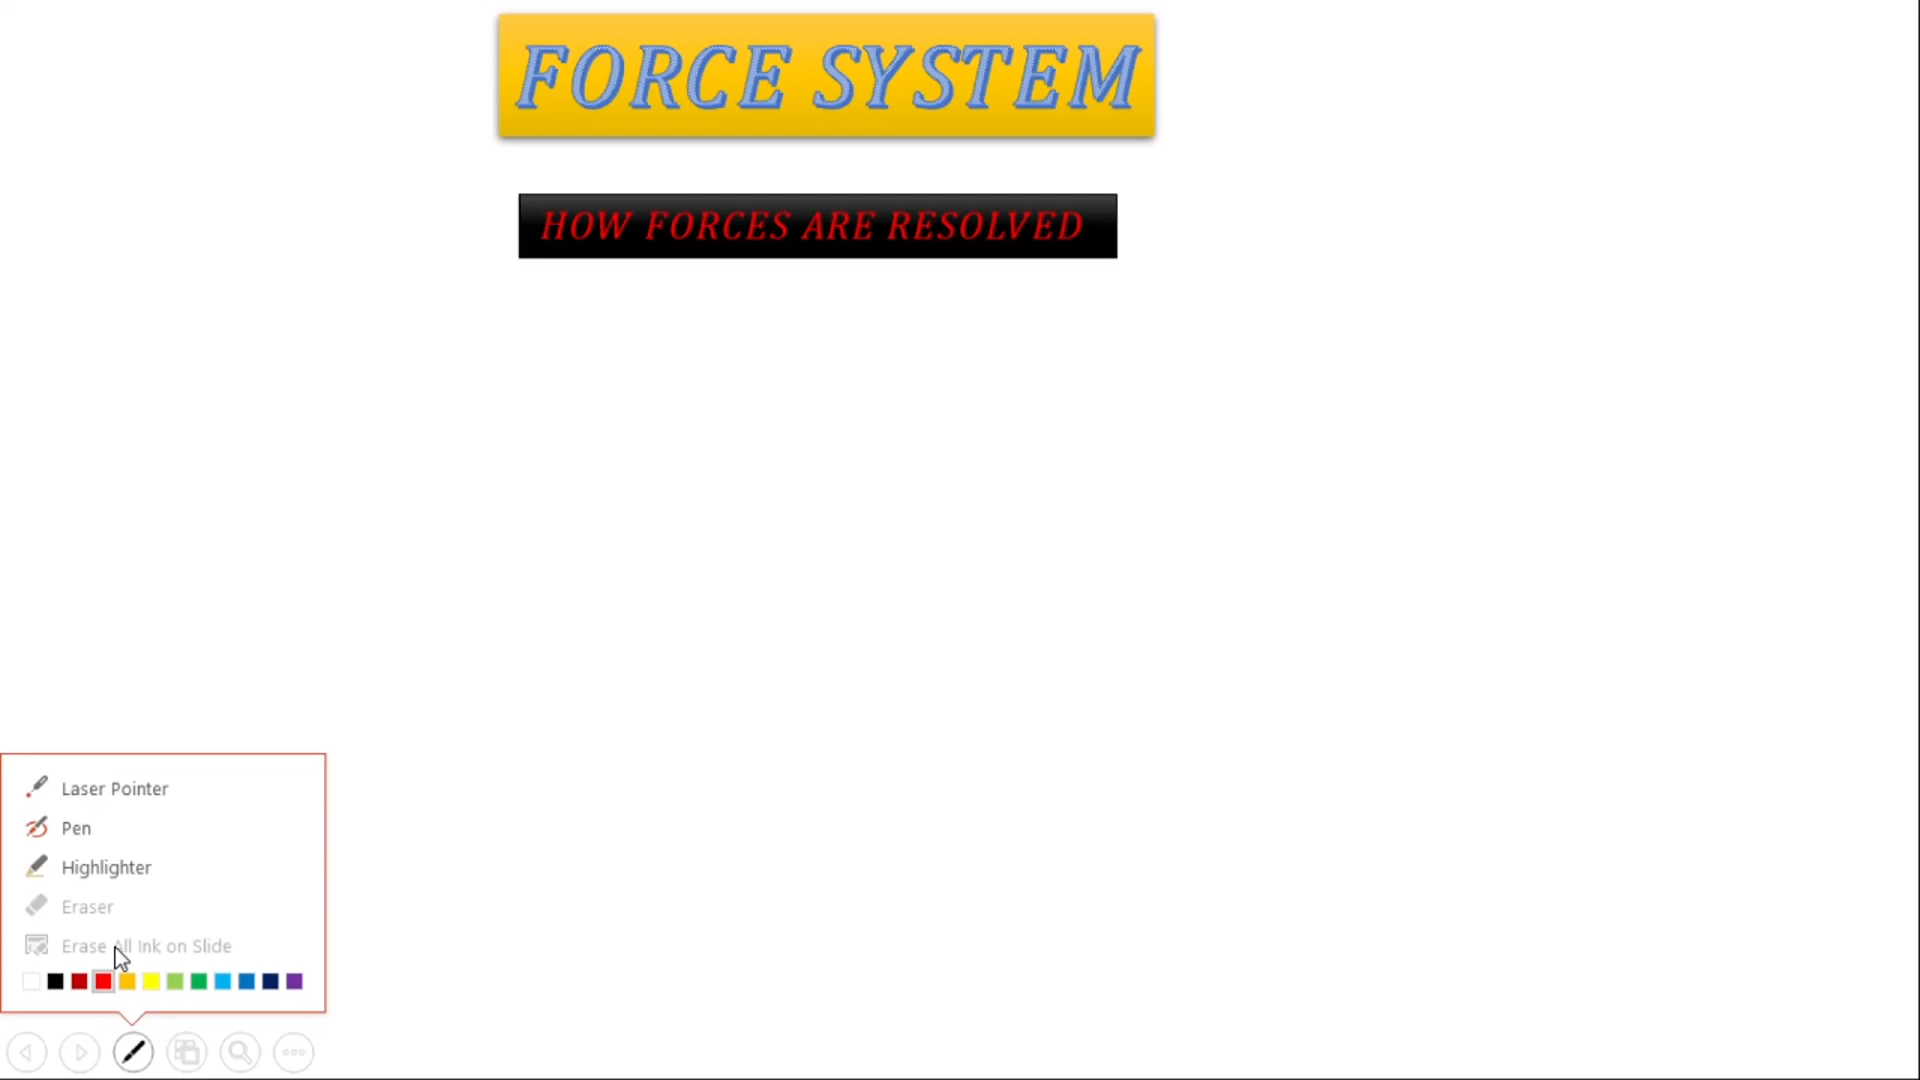 FORCE SYSTEM
HOW FORCES ARE RESOLVED
Laser Pointer
Pen
Highlighter
Eraser
Erase All Ink on Slide